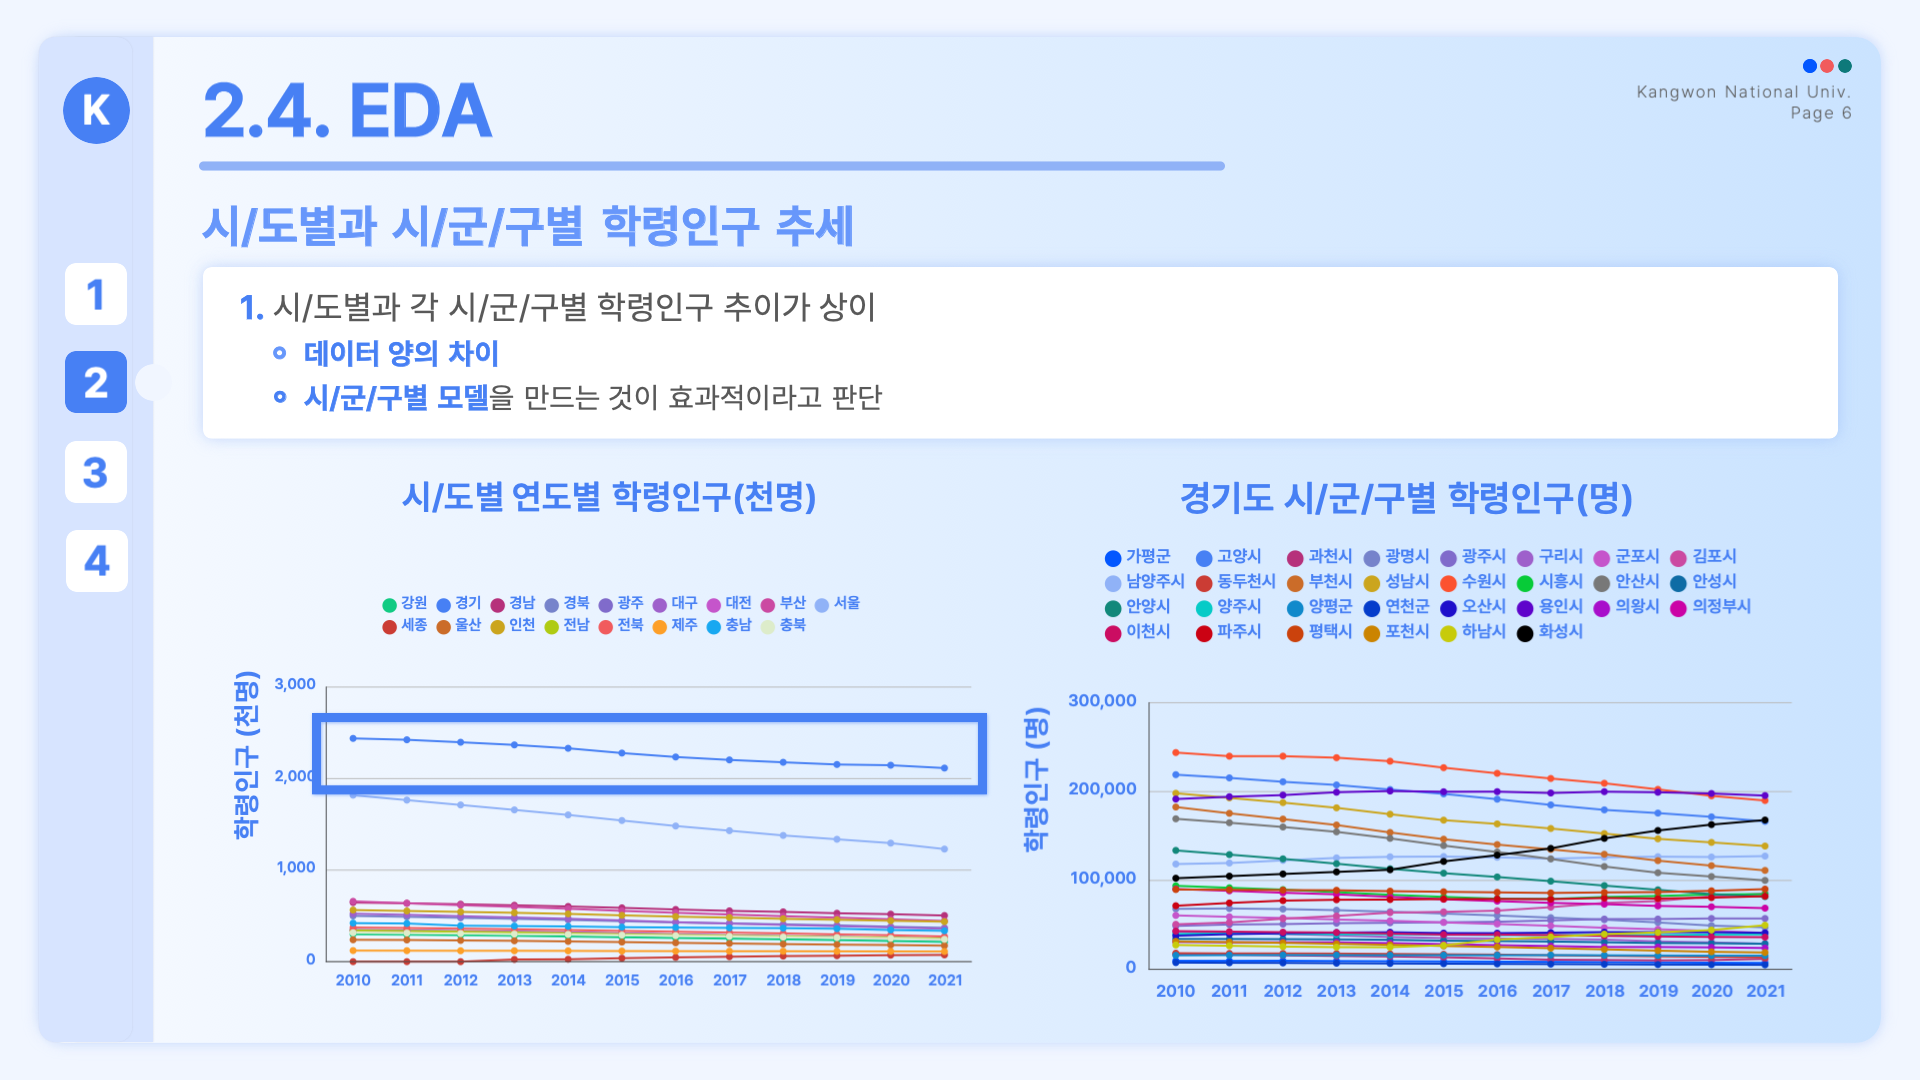 K
2.4. EDA
Kangwon National Univ.
Page 6
시/도별과 시/군/구별 학령인구 추세
1
2
3
4
1. 시/도별과 각 시/군/구별 학령인구 추이가 상이
데이터 양의 차이
시/군/구별 모델을 만드는 것이 효과적이라고 판단
시/도별 연도별 학령인구(천명)
강원 경기 경남 경북 광주 대구 대전 부산 서울
세종 울산 인천 전남 전북 제주 충남 충북
학령인구 (천명)
3,000
2,000
1,000
0
2010 2011 2012 2013 2014 2015 2016 2017 2018 2019 2020 2021
경기도 시/군/구별 학령인구(명)
가평군 고양시 과천시 광명시 광주시 구리시 군포시 김포시
남양주시 동두천시 부천시 성남시 수원시 시흥시 안산시 안성시
안양시 양주시 양평군 연천군 오산시 용인시 의왕시 의정부시
이천시 파주시 평택시 포천시 하남시 화성시
학령인구 (명)
300,000
200,000
100,000
0
2010 2011 2012 2013 2014 2015 2016 2017 2018 2019 2020 2021